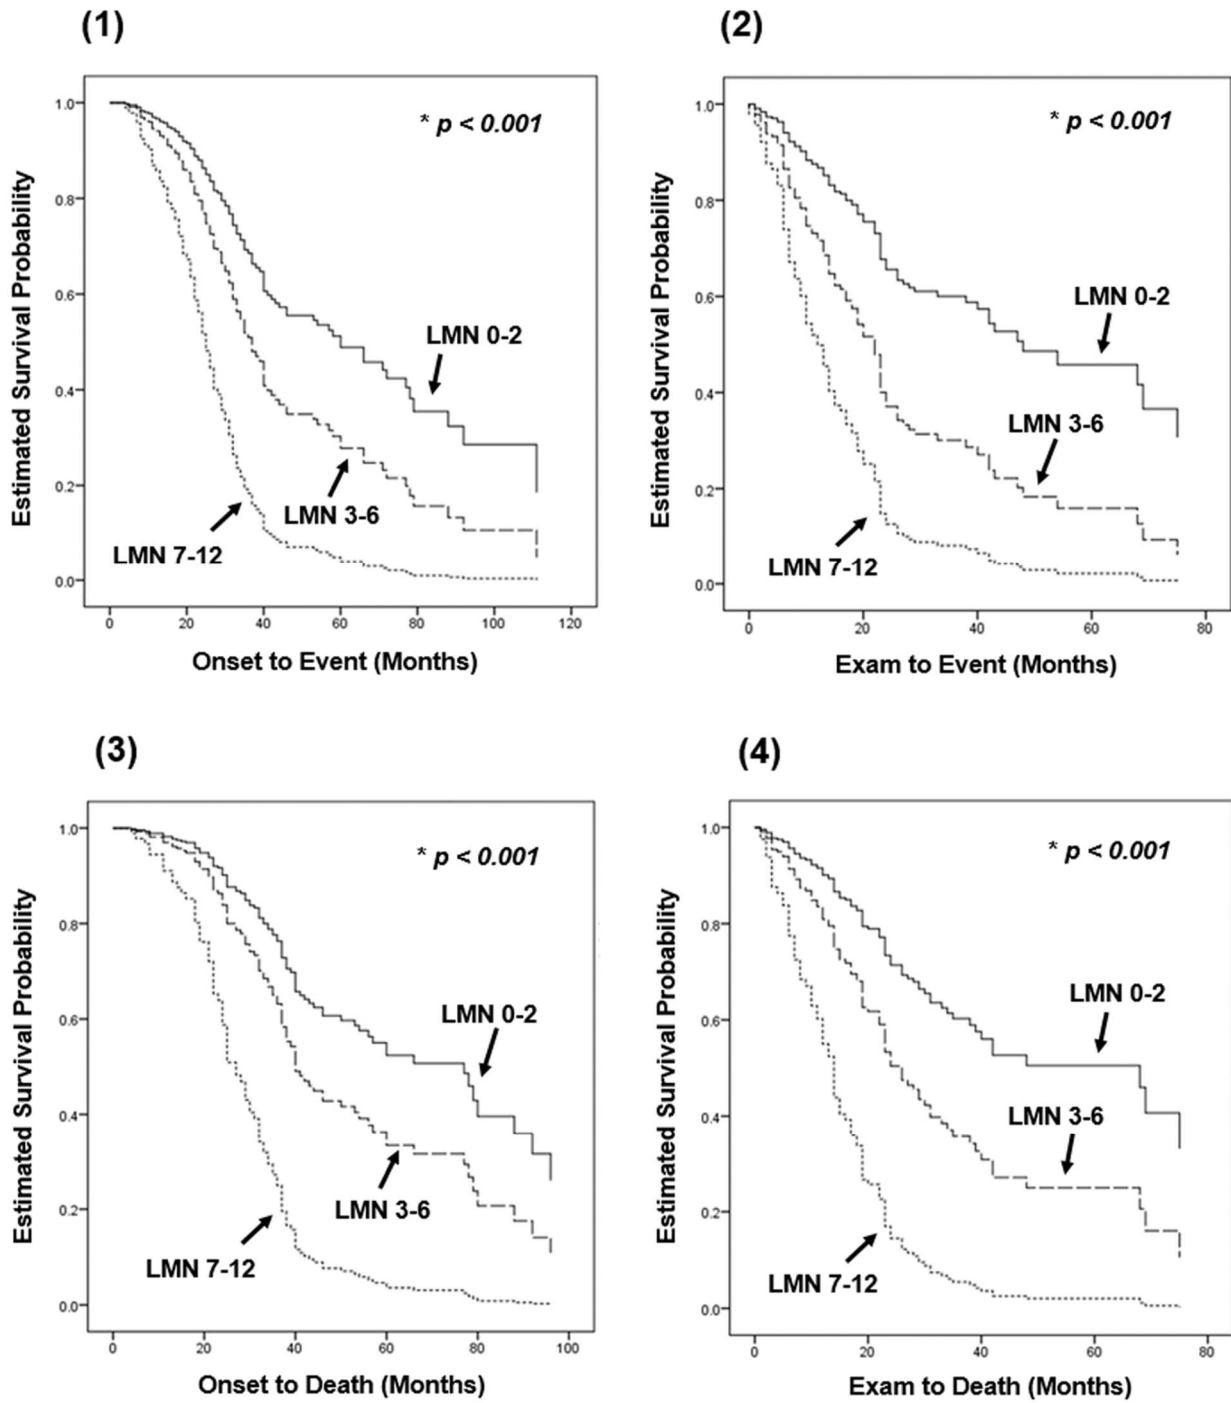 (1)
* p < 0.001
Estimated Survival Probability
1.0
0.8
0.6
0.4
0.2
0.0
LMN 0-2
LMN 3-6
LMN 7-12
0 20 40 60 80 100 120
Onset to Event (Months)
(2)
* p < 0.001
Estimated Survival Probability
1.0
0.8
0.6
0.4
0.2
0.0
LMN 0-2
LMN 3-6
LMN 7-12
0 20 40 60 80
Exam to Event (Months)
(3)
* p < 0.001
Estimated Survival Probability
1.0
0.8
0.6
0.4
0.2
0.0
LMN 0-2
LMN 3-6
LMN 7-12
0 20 40 60 80 100
Onset to Death (Months)
(4)
* p < 0.001
Estimated Survival Probability
1.0
0.8
0.6
0.4
0.2
0.0
LMN 0-2
LMN 3-6
LMN 7-12
0 20 40 60 80
Exam to Death (Months)